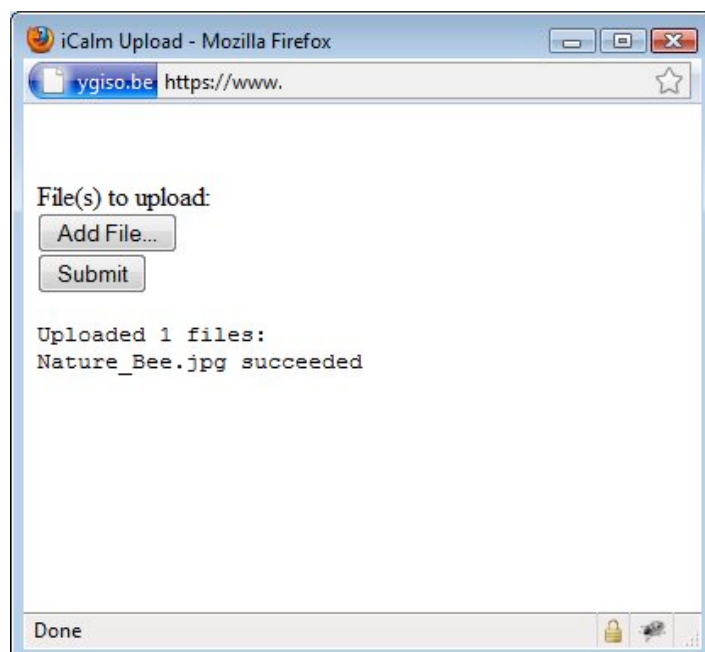 iCalm Upload - Mozilla Firefox
ygiso.be https://www.
File(s) to upload:
Add File...
Submit
Uploaded 1 files:
Nature_Bee.jpg succeeded
Done